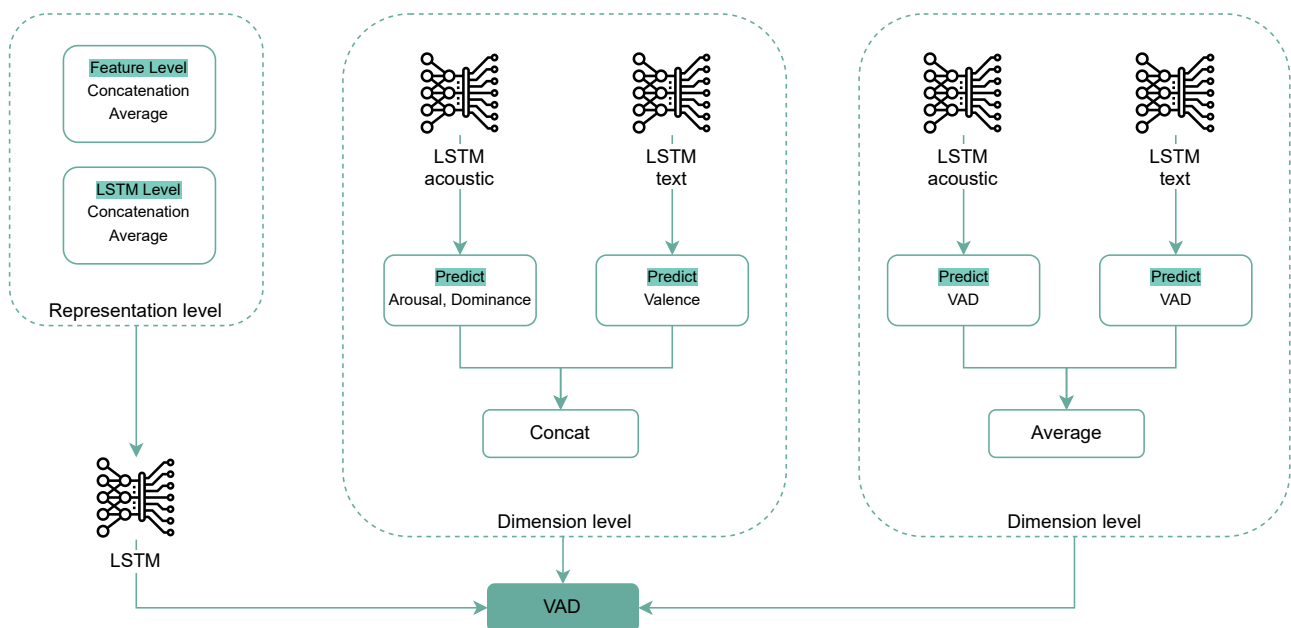 Feature Level
Concatenation
Average
LSTM Level
Concatenation
Average
Representation level
LSTM
LSTM
acoustic
LSTM
text
Predict
Arousal, Dominance
Predict
Valence
Concat
Dimension level
LSTM
acoustic
LSTM
text
Predict
VAD
Predict
VAD
Average
Dimension level
VAD